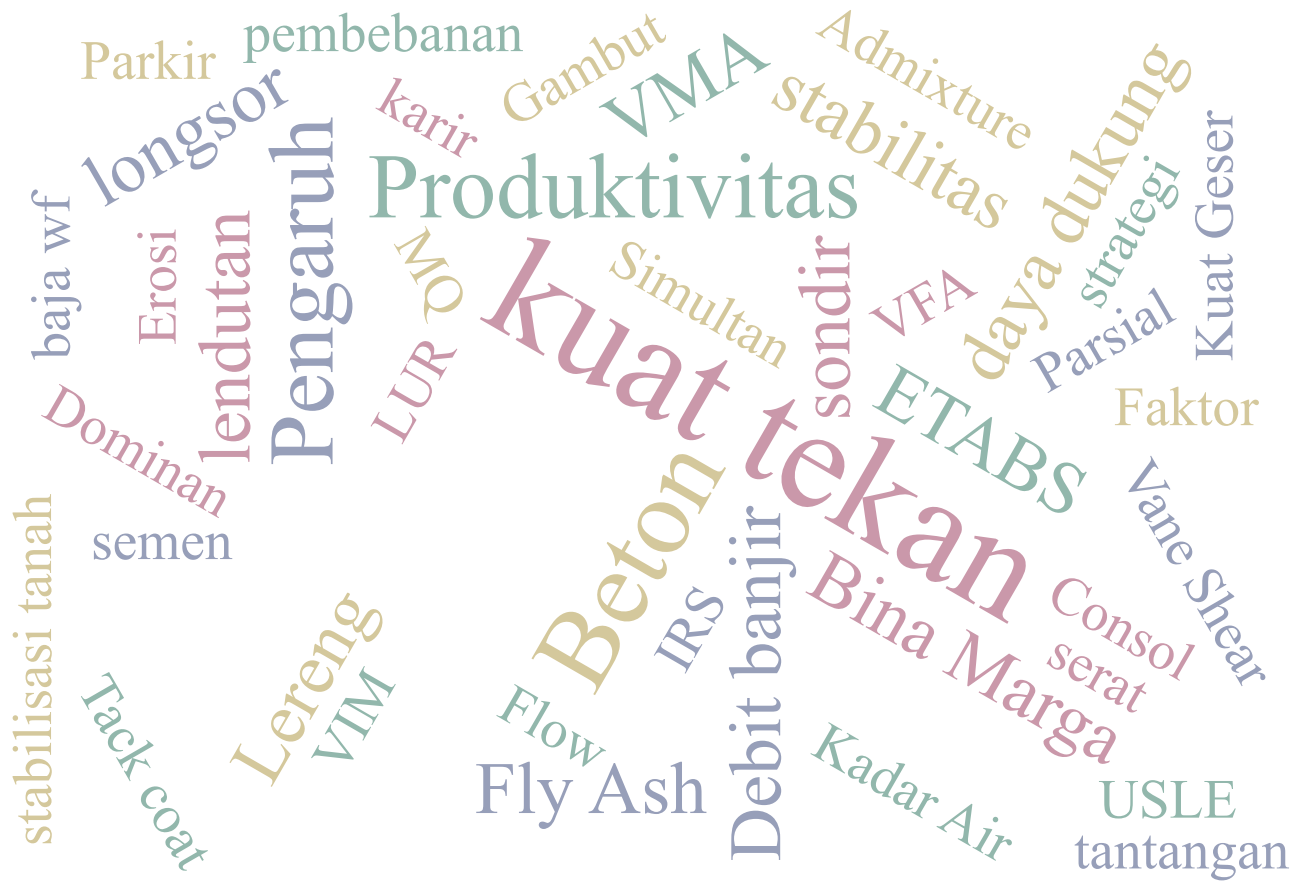 pembebanan
Parkir
Gambut
VMA
Admixture
longsor
karir
stabilitas
daya dukung
Pengaruh
Produktivitas
strategi
Kuat Geser
baja wf
Erosi
lendutan
MQ
Simultan
sondir
VFA
Parsial
kuat tekan
LUR
ETABS
Faktor
Dominan
Beton
Vane Shear
stabilisasi tanah
semen
Debit banjir
IRS
Bina Marga
Consol
serat
Lereng
VIM
Tack coat
Flow
Fly Ash
Kadar Air
USLE
tantangan